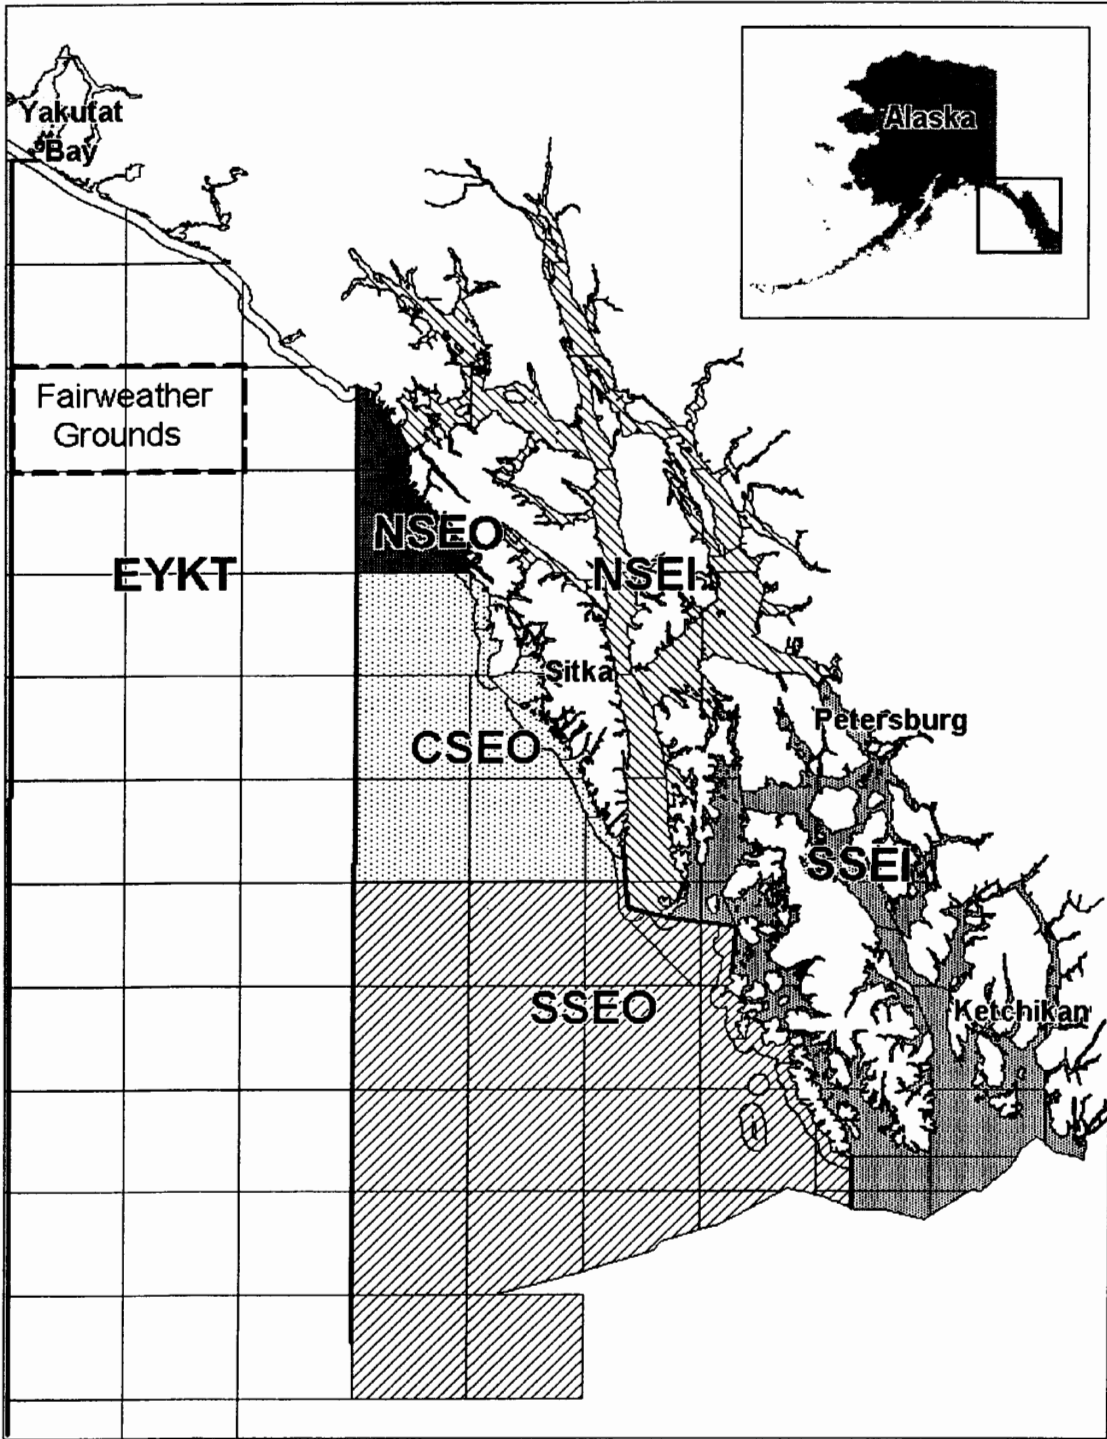 Yakutat
Bay
Alaska
Fairweather
Grounds
NSEO
EYKT
NSEI
Sitka
Petersburg
CSEO
SSEI
SSEO
Ketchikan